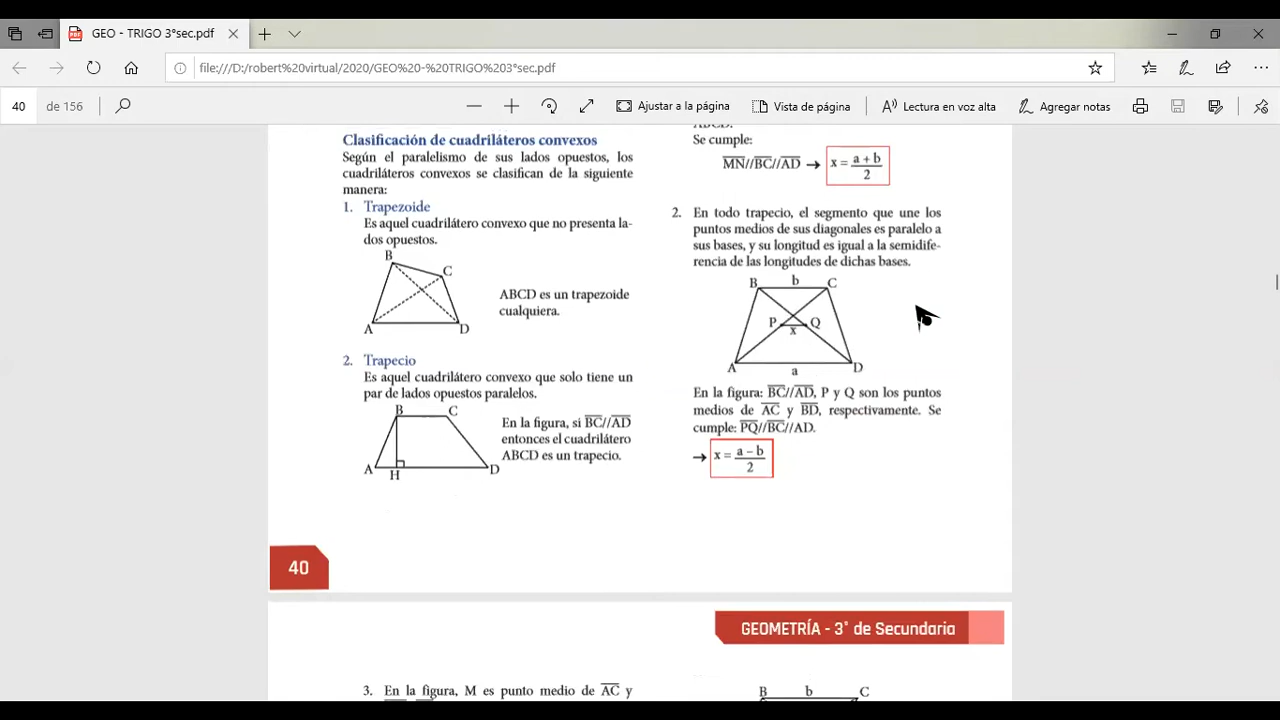 GEO - TRIGO 3°sec.pdf
file:///D:/robert%20virtual/2020/GEO%20-%20TRIGO%203°sec.pdf
40 de 156
Ajustar a la página
Vista de página
Lectura en voz alta
Agregar notas
Clasificación de cuadriláteros convexos
Según el paralelismo de sus lados opuestos, los
cuadriláteros convexos se clasifican de la siguiente
manera:
1. Trapezoide
Es aquel cuadrilátero convexo que no presenta la-
dos opuestos.
B
C
A
D
ABCD es un trapezoide
cualquiera.
2. Trapecio
Es aquel cuadrilátero convexo que solo tiene un
par de lados opuestos paralelos.
B
C
A
H
D
En la figura, si BC//AD
entonces el cuadrilátero
ABCD es un trapecio.
40
ABCD.
Se cumple:
MN//BC//AD → x = a + b
2
2. En todo trapecio, el segmento que une los
puntos medios de sus diagonales es paralelo a
sus bases, y su longitud es igual a la semidife-
rencia de las longitudes de dichas bases.
B b C
P Q
x
A D
a
En la figura: BC//AD, P y Q son los puntos
medios de AC y BD, respectivamente. Se
cumple: PQ//BC//AD.
→ x = a – b
2
GEOMETRÍA - 3° de Secundaria
3. En la figura, M es punto medio de AC y
B b C